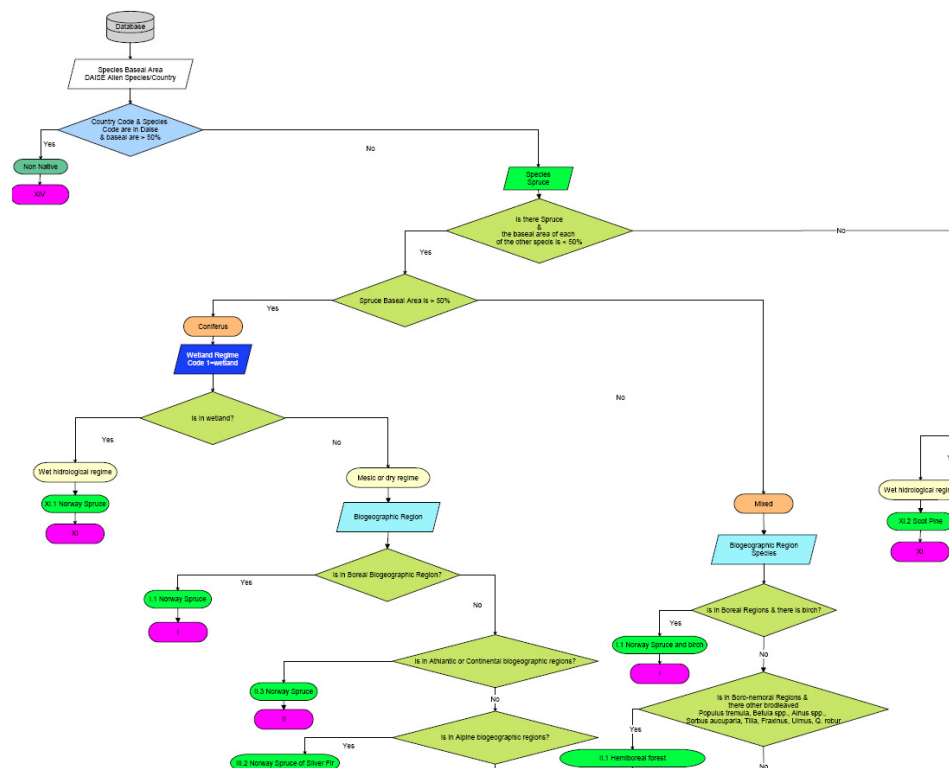 Database
Species Baseal Area
DAISE Alien Species/Country
Country Code & Species
Code are in Daise
& baseal are > 50%
Yes
No
Non Native
XIV
Species
Spruce
Is there Spruce
&
the baseal area of each
of the other specis is < 50%
No
Yes
Spruce Baseal Area is > 50%
Yes
Coniferus
Wetland Regime
Code 1=wetland
No
Is in wetland?
Yes
No
Wet hidrological regime
Mesic or dry regime
XI.1 Norway Spruce
XI
Biogeographic Region
Mixed
Wet hidrological regim
XI.2 Scot Pine
XI
Biogeographic Region
Species
Is in Boreal Biogeographic Region?
Yes
No
I.1 Norway Spruce
I
Is in Boreal Regions & there is birch?
Yes
No
I.1 Norway Spruce and birch
I
Is in Athlantic or Continental biogeographic regions?
II.3 Norway Spruce
II
No
Is in Boro-nemoral Regions &
there other brodleaved
Populus tremula, Betula spp., Alnus spp.,
Sorbus aucuparia, Tilia, Fraxinus, Ulmus, Q. robur
Yes
No
Is in Alpine biogeographic regions?
Yes
III.2 Norway Spruce of Silver Fir
II.1 Hemiboreal forest